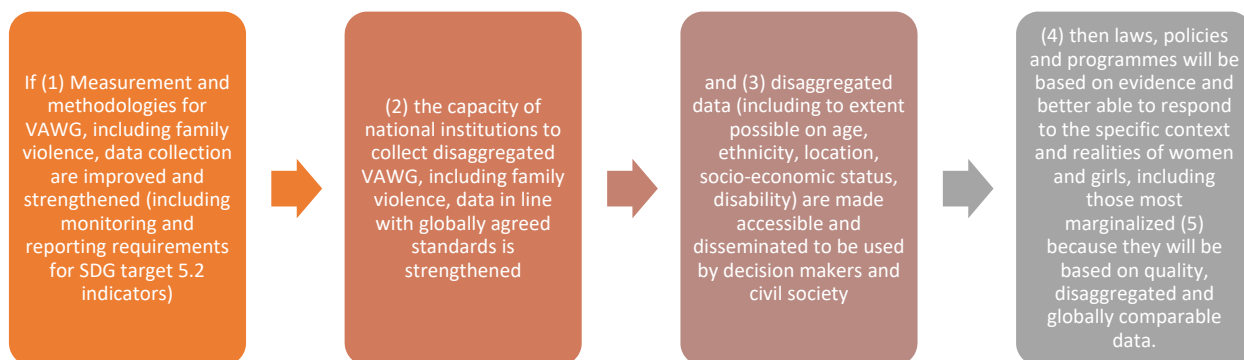 If (1) Measurement and
methodologies for
VAWG, including family
violence, data collection
are improved and
strengthened (including
monitoring and
reporting requirements
for SDG target 5.2
indicators)
(2) the capacity of
national institutions to
collect disaggregated
VAWG, including family
violence, data in line
with globally agreed
standards is
strengthened
and (3) disaggregated
data (including to extent
possible on age,
ethnicity, location,
socio-economic status,
disability) are made
accessible and
disseminated to be used
by decision makers and
civil society
(4) then laws, policies
and programmes will be
based on evidence and
better able to respond
to the specific context
and realities of women
and girls, including
those most
marginalized (5)
because they will be
based on quality,
disaggregated and
globally comparable
data.